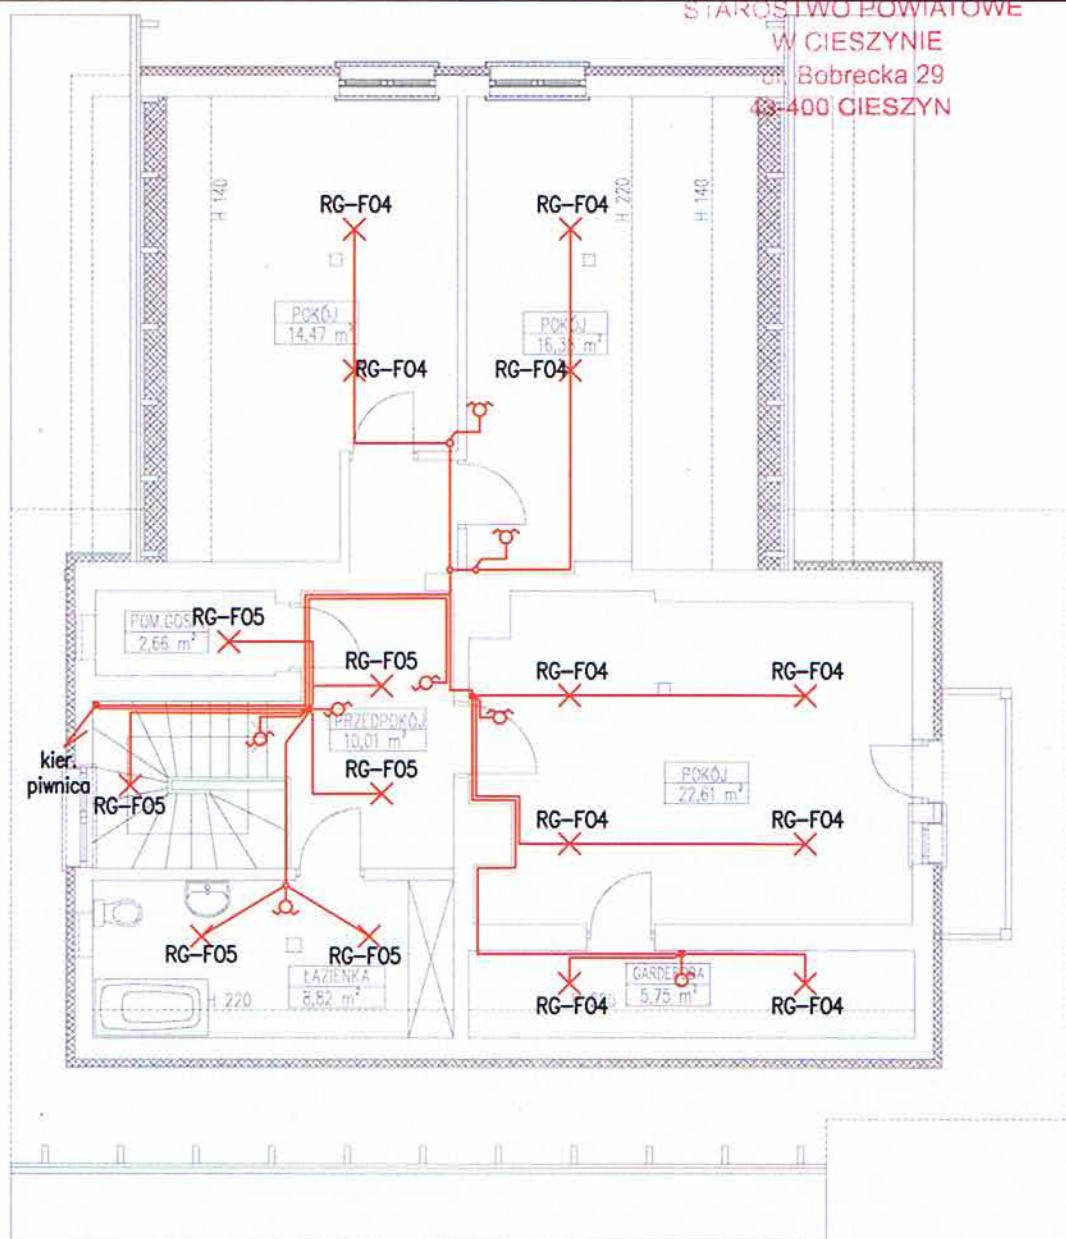 STAROSTWO POWIATOWE
W CIESZYNIE
ul. Bobrecka 29
43-400 CIESZYN
H 140
RG-F04
RG-F04
H 220
H 140
POKÓJ
14,47 m²
POKÓJ
m²
RG-F04
RG-F04
POM.GOSP
2,66 m²
RG-F05
RG-F05
RG-F04
RG-F04
PRZEDPOKÓJ
10,01 m²
kier.
piwnica
RG-F05
RG-F05
POKÓJ
22,61 m²
RG-F04
RG-F04
RG-F05
RG-F05
ŁAZIENKA
8,82 m²
H 220
GARDEROBA
5,75 m²
RG-F04
RG-F04